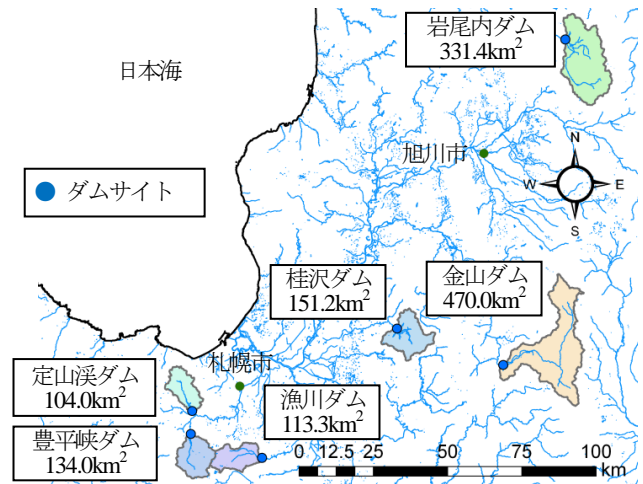 岩尾内ダム
331.4km²
日本海
旭川市
N
W
E
S
ダムサイト
桂沢ダム
151.2km²
金山ダム
470.0km²
札幌市
定山渓ダム
104.0km²
漁川ダム
113.3km²
豊平峡ダム
134.0km²
0 12.5 25 50 75 100
km